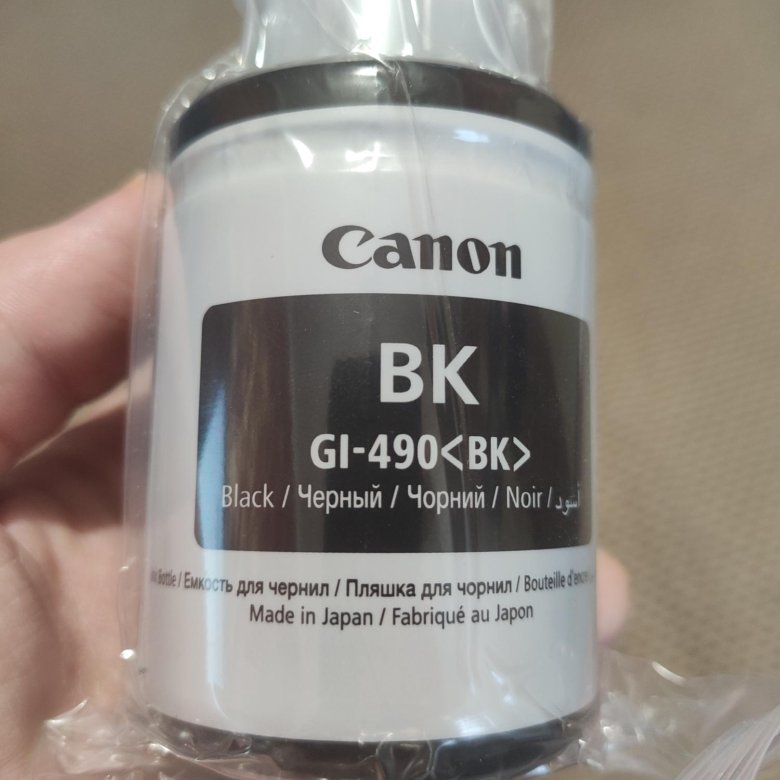 Canon
BK
GI-490<BK>
Black / Черный / Чорний / Noir / أسود
Bottle / Емкость для чернил / Пляшка для чорнил / Bouteille d'encre
Made in Japan / Fabriqué au Japon